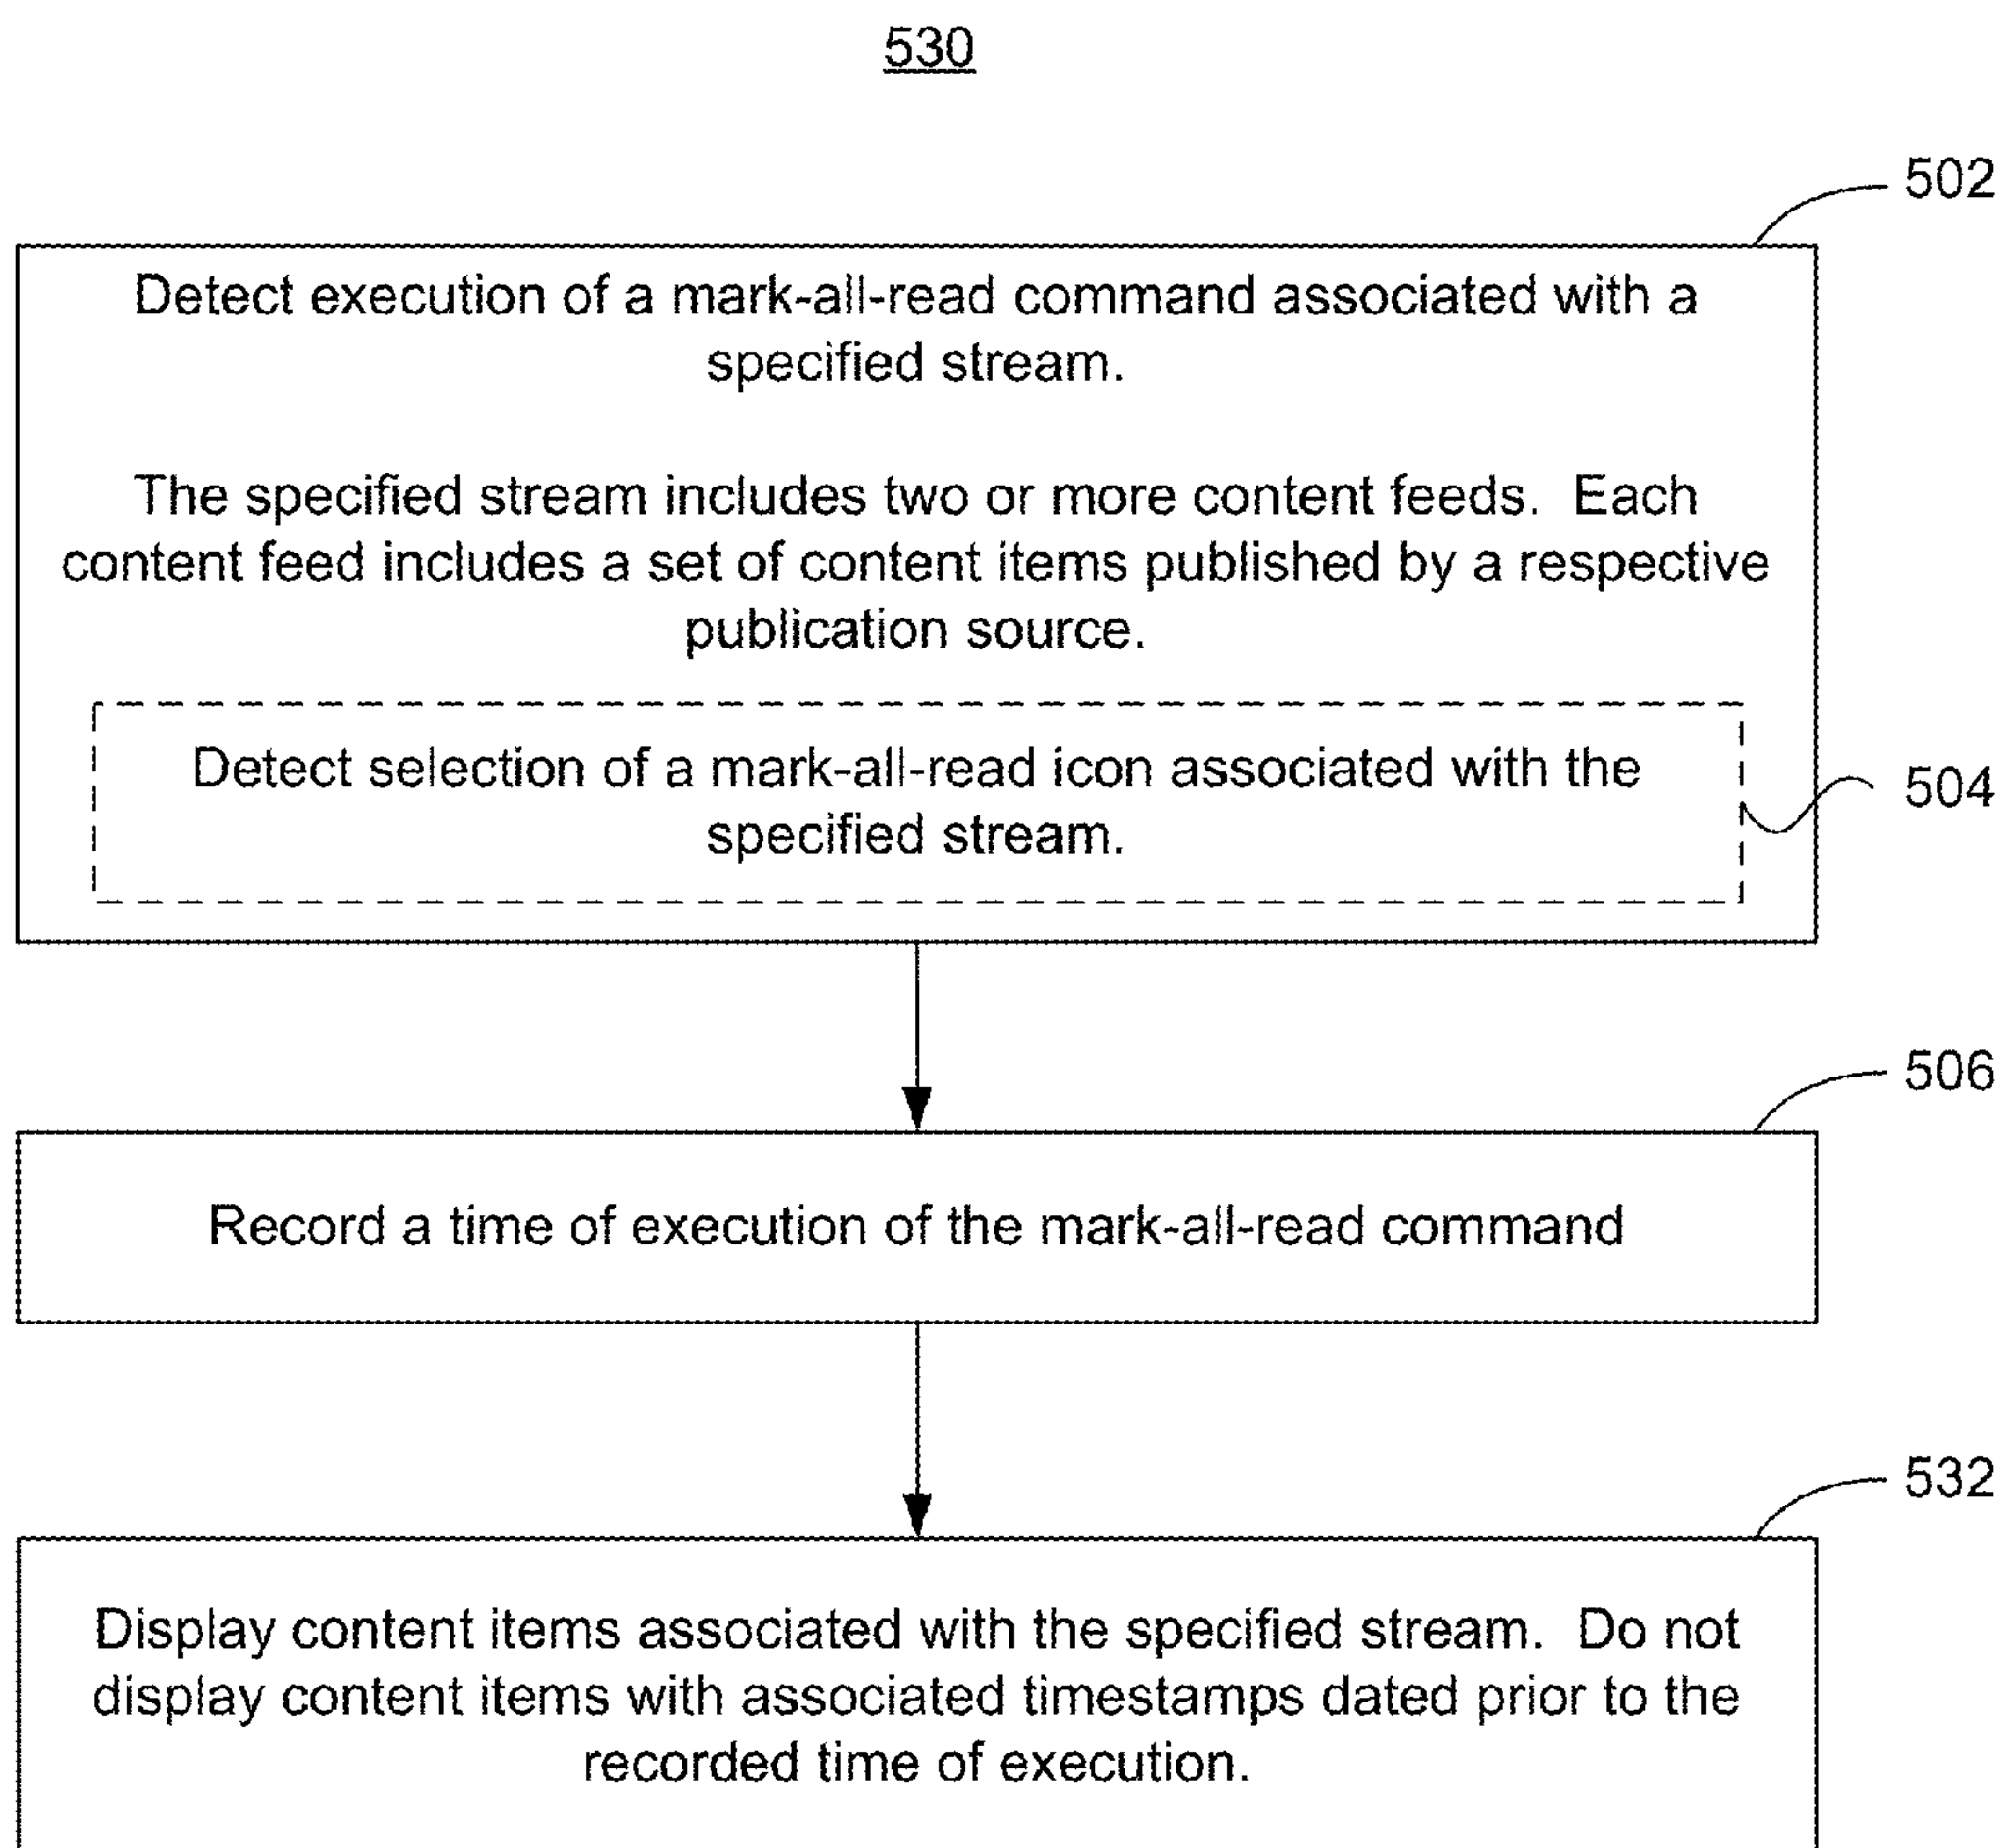 530
502
Detect execution of a mark-all-read command associated with a
specified stream.
The specified stream includes two or more content feeds.  Each
content feed includes a set of content items published by a respective
publication source.
Detect selection of a mark-all-read icon associated with the
specified stream.
504
506
Record a time of execution of the mark-all-read command
532
Display content items associated with the specified stream.  Do not
display content items with associated timestamps dated prior to the
recorded time of execution.